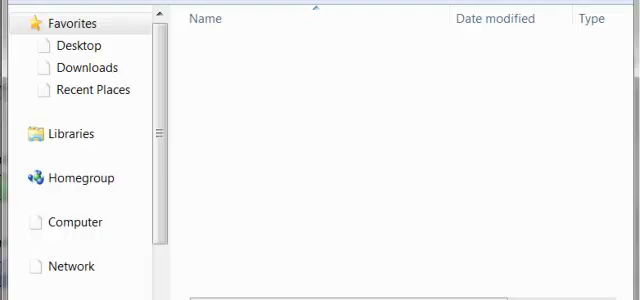 Name Date modified Type
Favorites
Desktop
Downloads
Recent Places
Libraries
Homegroup
Computer
Network